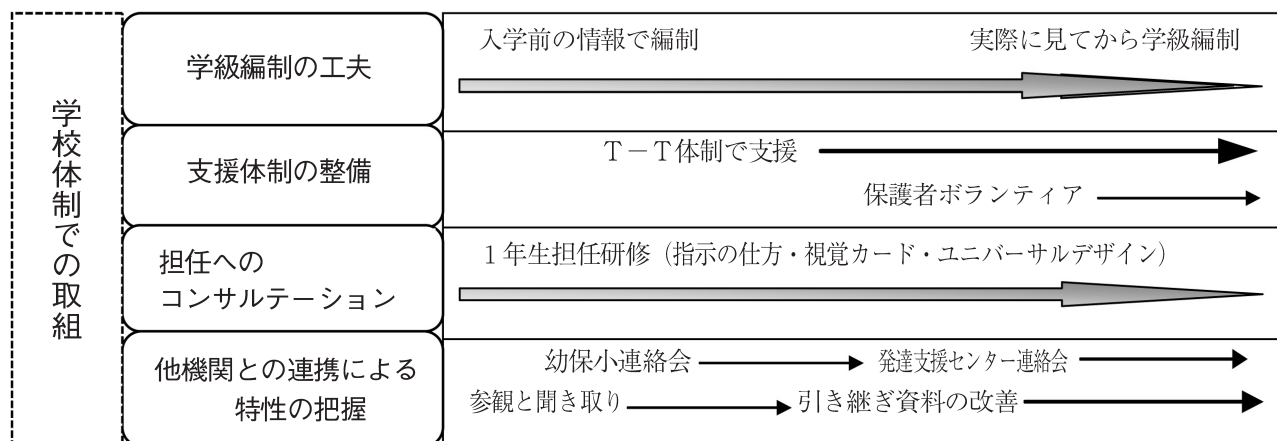 学校体制での取組
学級編制の工夫
入学前の情報で編制
実際に見てから学級編制
支援体制の整備
T－T体制で支援
保護者ボランティア
担任への
コンサルテーション
1年生担任研修（指示の仕方・視覚カード・ユニバーサルデザイン）
他機関との連携による
特性の把握
幼保小連絡会
発達支援センター連絡会
参観と聞き取り
引き継ぎ資料の改善